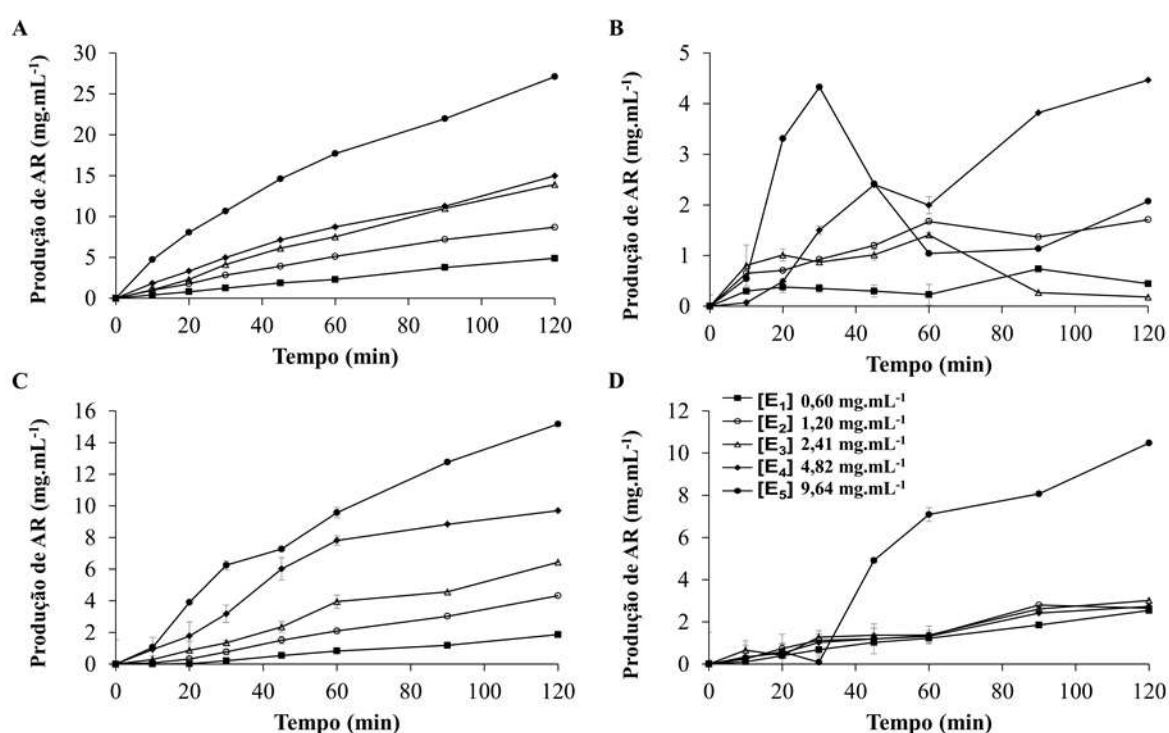 A
Produção de AR (mg.mL⁻¹)
30
25
20
15
10
5
0
0 20 40 60 80 100 120
Tempo (min)
B
Produção de AR (mg.mL⁻¹)
5
4
3
2
1
0
0 20 40 60 80 100 120
Tempo (min)
C
Produção de AR (mg.mL⁻¹)
16
14
12
10
8
6
4
2
0
0 20 40 60 80 100 120
Tempo (min)
D
Produção de AR (mg.mL⁻¹)
12
10
8
6
4
2
0
[E₁] 0,60 mg.mL⁻¹
[E₂] 1,20 mg.mL⁻¹
[E₃] 2,41 mg.mL⁻¹
[E₄] 4,82 mg.mL⁻¹
[E₅] 9,64 mg.mL⁻¹
0 20 40 60 80 100 120
Tempo (min)